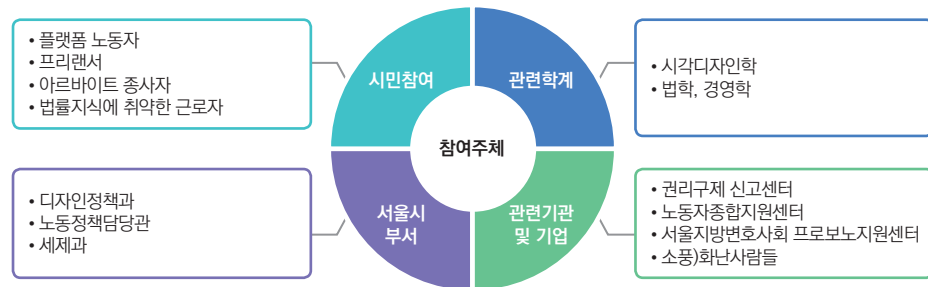 • 플랫폼 노동자
• 프리랜서
• 아르바이트 종사자
• 법률지식에 취약한 근로자
시민참여
관련학계
• 시각디자인학
• 법학, 경영학
참여주체
• 디자인정책과
• 노동정책담당관
• 세제과
서울시
부서
관련기관
및 기업
• 권리구제 신고센터
• 노동자종합지원센터
• 서울지방변호사회 프로보노지원센터
• 소풍)화난사람들